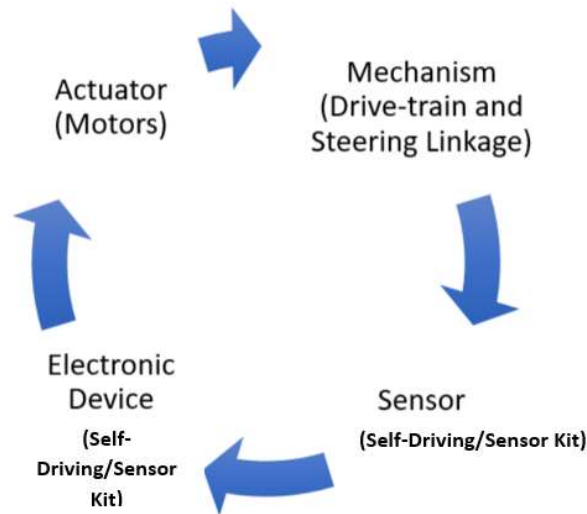 Actuator
(Motors)
Mechanism
(Drive-train and
Steering Linkage)
Sensor
(Self-Driving/Sensor Kit)
Electronic
Device
(Self-
Driving/Sensor
Kit)